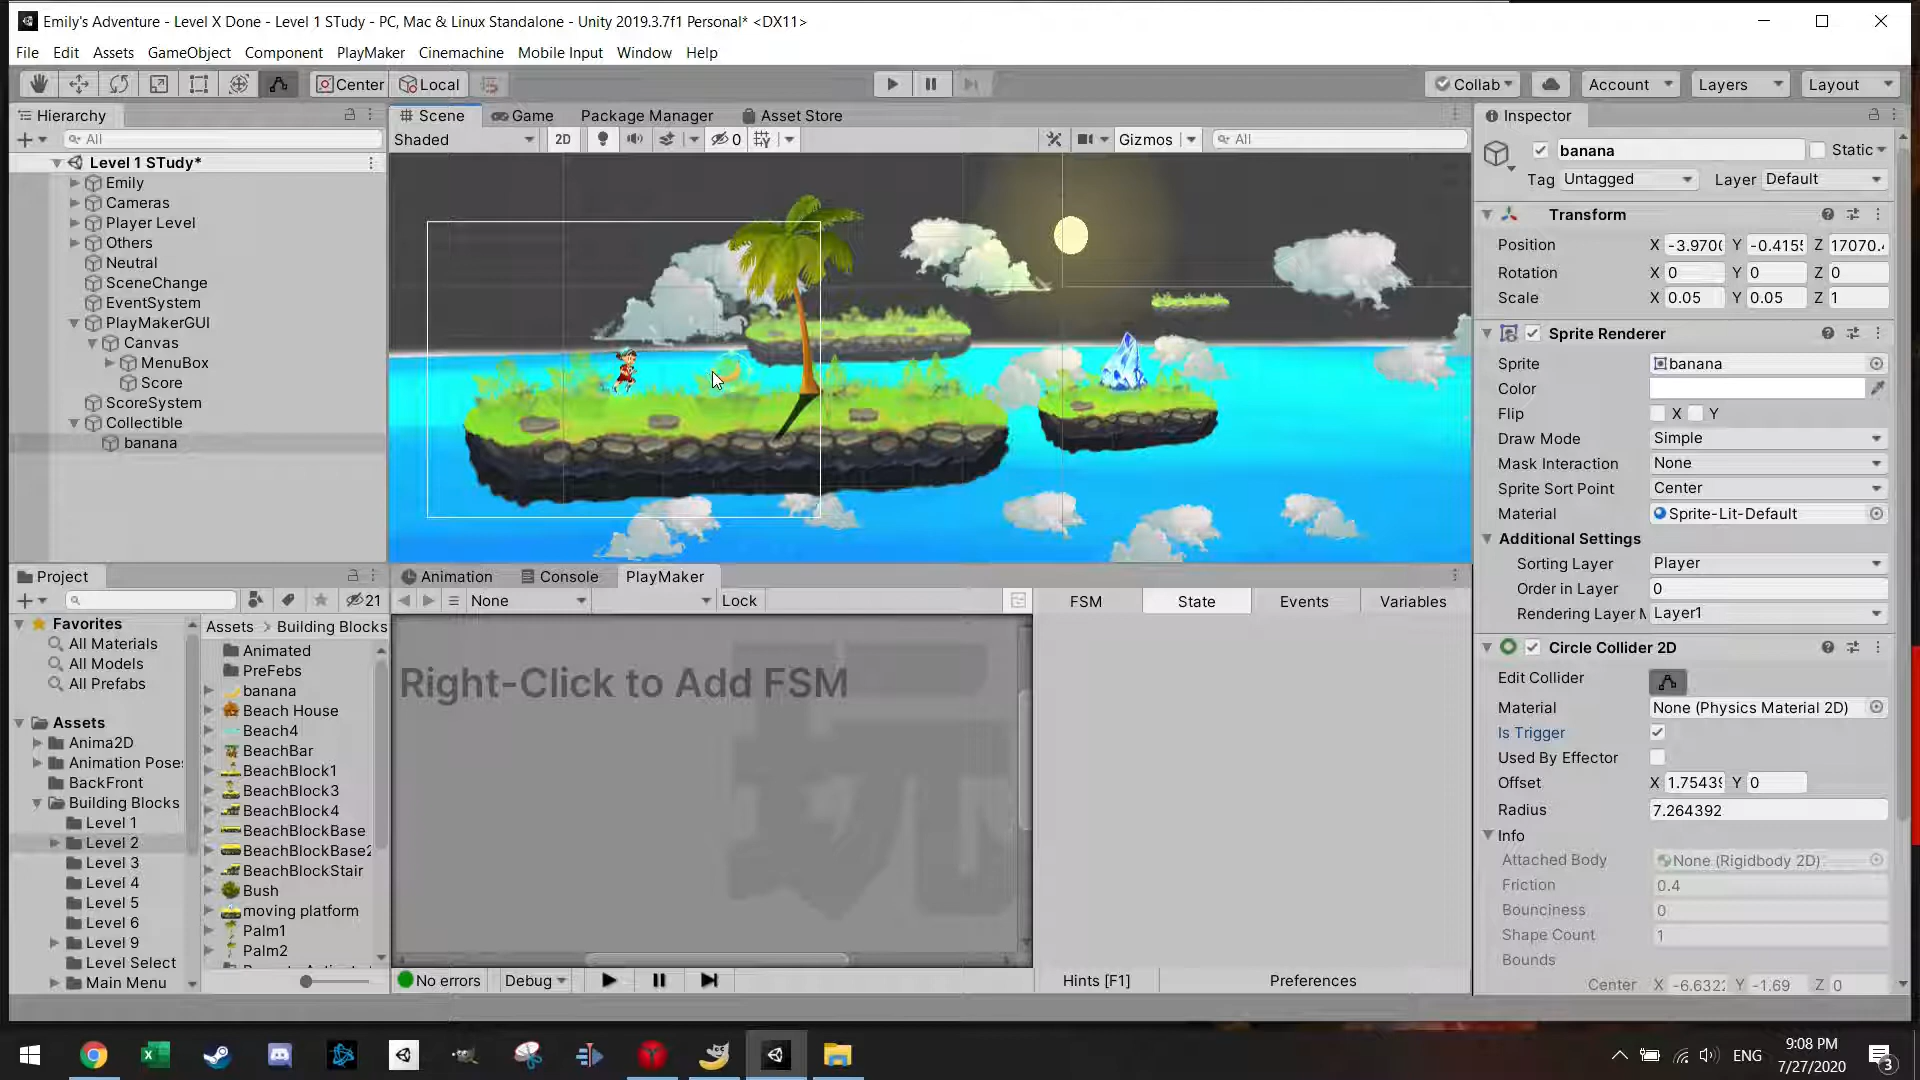 Emily's Adventure - Level X Done - Level 1 STudy - PC, Mac & Linux Standalone - Unity 2019.3.7f1 Personal* <DX11>
File Edit Assets GameObject Component PlayMaker Cinemachine Mobile Input Window Help
Center Local Collab Account Layers Layout
Hierarchy
All
Level 1 STudy*
Emily
Cameras
Player Level
Others
Neutral
SceneChange
EventSystem
PlayMakerGUI
Canvas
MenuBox
Score
ScoreSystem
Collectible
banana
Scene Game Package Manager Asset Store
Shaded 2D 0 Gizmos All
Inspector
banana Static
Tag Untagged Layer Default
Transform
Position X -3.970( Y -0.415! Z 17070.4
Rotation X 0 Y 0 Z 0
Scale X 0.05 Y 0.05 Z 1
Sprite Renderer
Sprite banana
Color
Flip X Y
Draw Mode Simple
Mask Interaction None
Sprite Sort Point Center
Material Sprite-Lit-Default
Additional Settings
Sorting Layer Player
Order in Layer 0
Rendering Layer M Layer1
Circle Collider 2D
Edit Collider
Material None (Physics Material 2D)
Is Trigger
Used By Effector
Offset X 1.7543! Y 0
Radius 7.264392
Info
Attached Body None (Rigidbody 2D)
Friction 0.4
Bounciness 0
Shape Count 1
Bounds
Center X -6.632 Y -1.69 Z 0
Project
21
Favorites
All Materials
All Models
All Prefabs
Assets
Anima2D
Animation Pose
BackFront
Building Blocks
Level 1
Level 2
Level 3
Level 4
Level 5
Level 6
Level 9
Level Select
Main Menu
Assets > Building Blocks
Animated
PreFebs
banana
Beach House
Beach4
BeachBar
BeachBlock1
BeachBlock3
BeachBlock4
BeachBlockBase
BeachBlockBase2
BeachBlockStair
Bush
moving platform
Palm1
Palm2
Animation Console PlayMaker
None Lock
FSM State Events Variables
Right-Click to Add FSM
No errors Debug
Hints [F1] Preferences
ENG
9:08 PM
7/27/2020
3